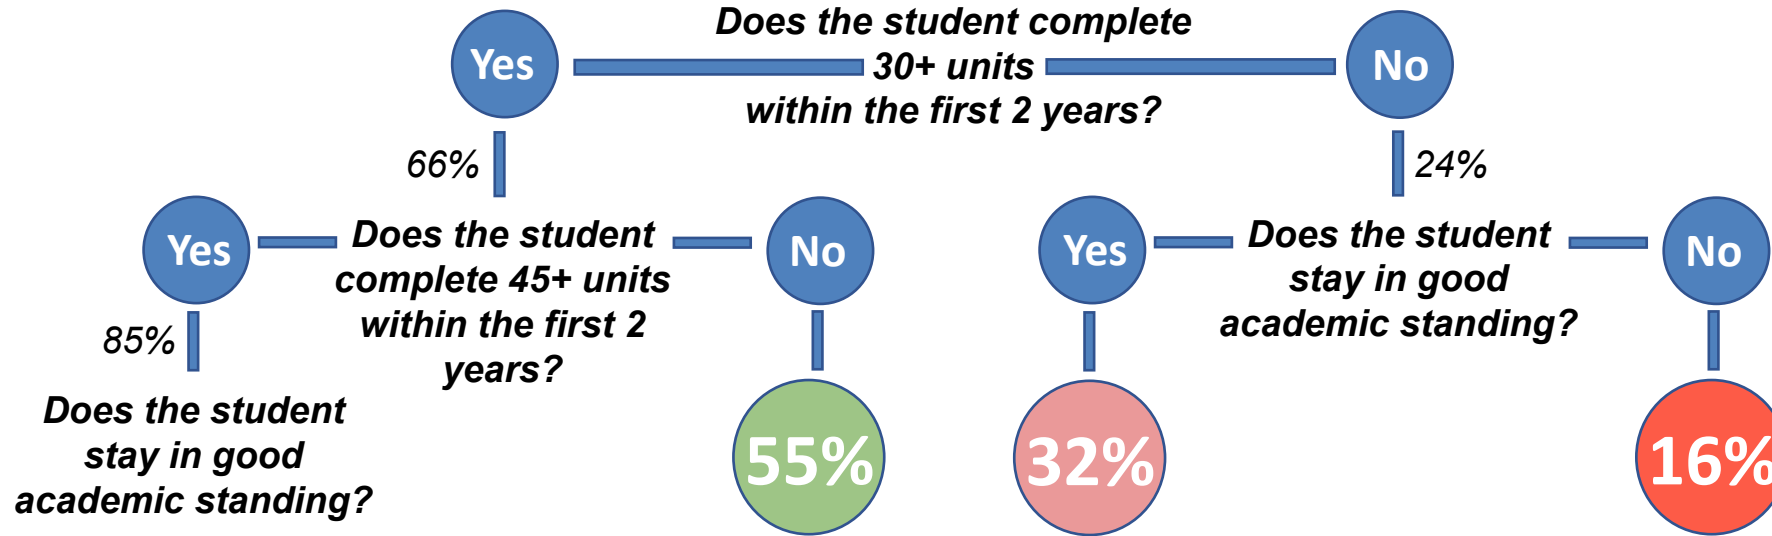 Does the student complete
30+ units
within the first 2 years?
Yes
No
66%
24%
Yes
Does the student
complete 45+ units
within the first 2
years?
No
Yes
Does the student
stay in good
academic standing?
No
85%
Does the student
stay in good
academic standing?
55%
32%
16%